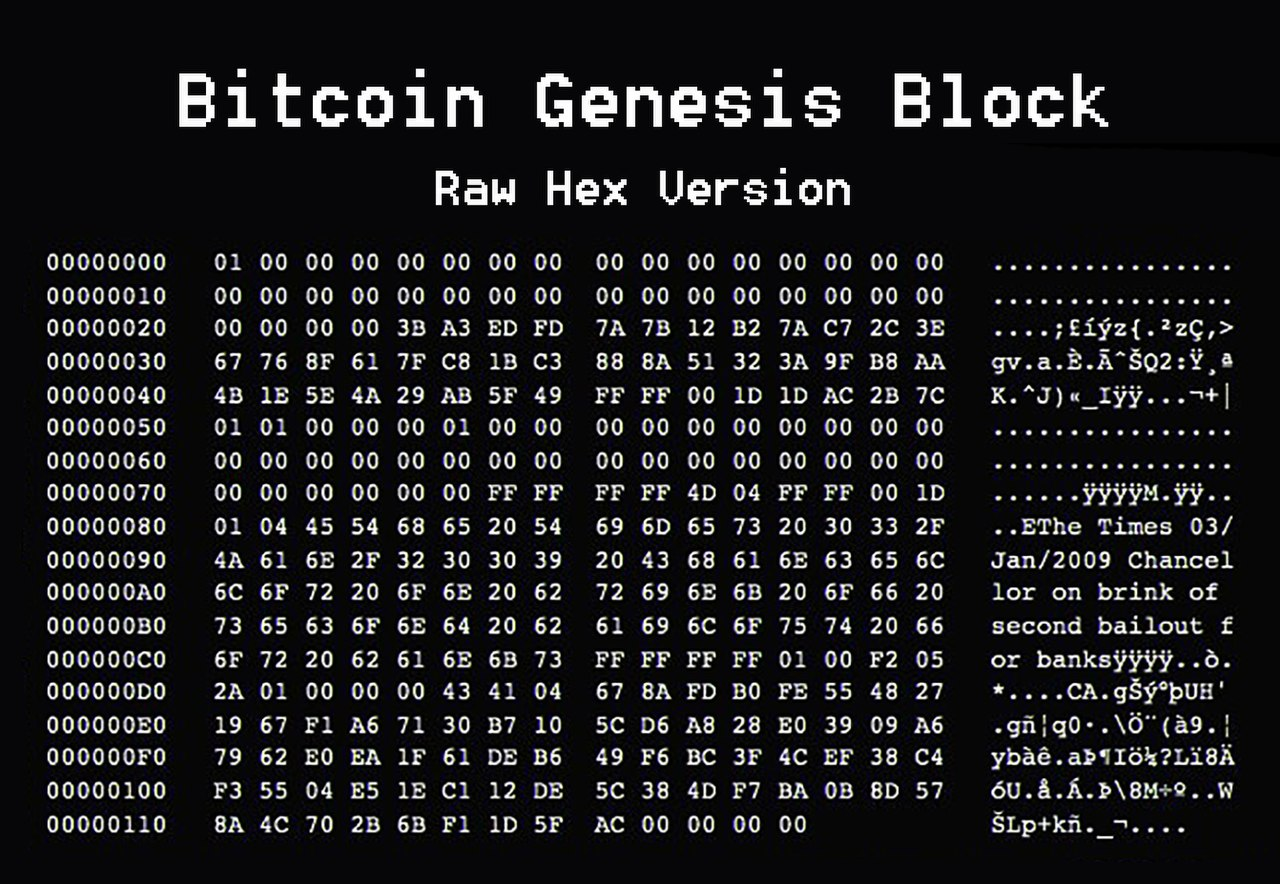 Bitcoin Genesis Block
Raw Hex Version
00000000 01 00 00 00 00 00 00 00 00 00 00 00 00 00 00 00 ................
00000010 00 00 00 00 00 00 00 00 00 00 00 00 00 00 00 00 ................
00000020 00 00 00 00 3B A3 ED FD 7A 7B 12 B2 7A C7 2C 3E ....;£íýz{.²zÇ,>
00000030 67 76 8F 61 7F C8 1B C3 88 8A 51 32 3A 9F B8 AA gv.a.È.ÃˆŠQ2:Ÿ¸ª
00000040 4B 1E 5E 4A 29 AB 5F 49 FF FF 00 1D 1D AC 2B 7C K.^J)«_Iÿÿ...¬+|
00000050 01 01 00 00 00 01 00 00 00 00 00 00 00 00 00 00 ................
00000060 00 00 00 00 00 00 00 00 00 00 00 00 00 00 00 00 ................
00000070 00 00 00 00 00 00 FF FF FF FF 4D 04 FF FF 00 1D ......ÿÿÿÿM.ÿÿ..
00000080 01 04 45 54 68 65 20 54 69 6D 65 73 20 30 33 2F ..EThe Times 03/
00000090 4A 61 6E 2F 32 30 30 39 20 43 68 61 6E 63 65 6C Jan/2009 Chancel
000000A0 6C 6F 72 20 6F 6E 20 62 72 69 6E 6B 20 6F 66 20 lor on brink of
000000B0 73 65 63 6F 6E 64 20 62 61 69 6C 6F 75 74 20 66 second bailout f
000000C0 6F 72 20 62 61 6E 6B 73 FF FF FF FF 01 00 F2 05 or banksÿÿÿÿ..ò.
000000D0 2A 01 00 00 00 43 41 04 67 8A FD B0 FE 55 48 27 *....CA.gŠý°þUH'
000000E0 19 67 F1 A6 71 30 B7 10 5C D6 A8 28 E0 39 09 A6 .gñ¦q0·.\Ö¨(à9.¦
000000F0 79 62 E0 EA 1F 61 DE B6 49 F6 BC 3F 4C EF 38 C4 ybàê.aÞ¶Iö¼?Lï8Ä
00000100 F3 55 04 E5 1E C1 12 DE 5C 38 4D F7 BA 0B 8D 57 óU.å.Á.Þ\8M÷º..W
00000110 8A 4C 70 2B 6B F1 1D 5F AC 00 00 00 00 ŠLp+kñ._¬....